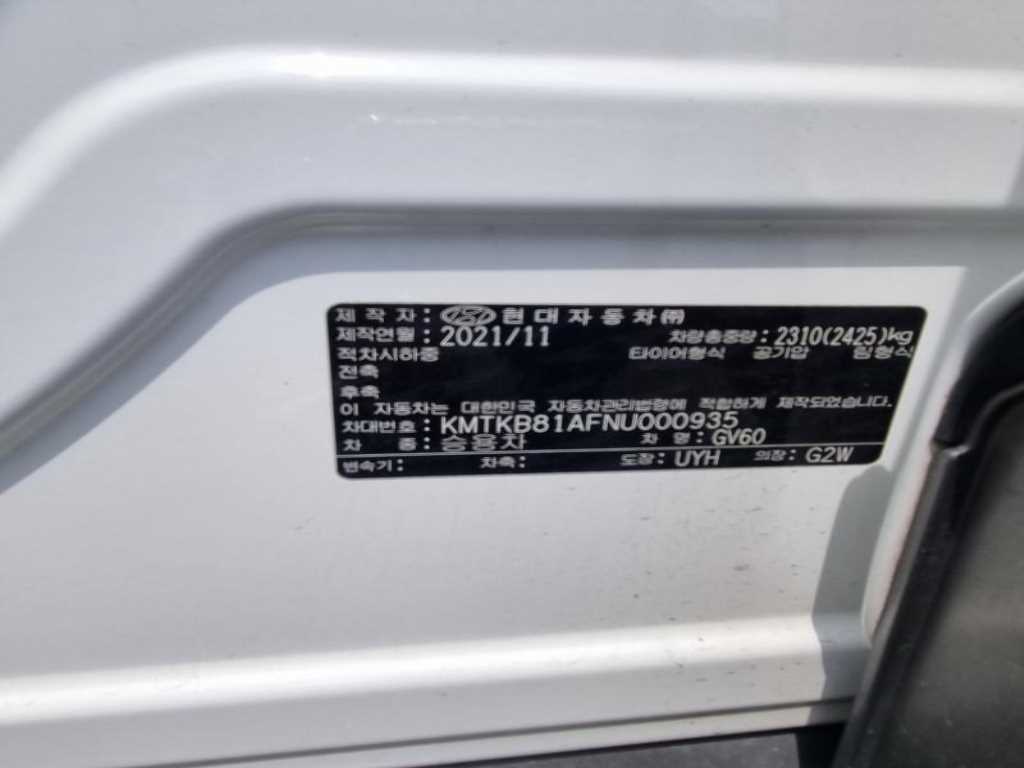 제 작 자 : 현대자동차㈜
제작연월 : 2021/11 차량총중량 : 2310(2425)kg
적차시하중 타이어형식 공기압 림형식
전축
후축
이 자동차는 대한민국 자동차관리법령에 적합하게 제작되었습니다.
차대번호 : KMTKB81AFNU000935
차 종 : 승용차 차 명 : GV60
변속기 : 차축 : 도장 : UYH 의장 : G2W